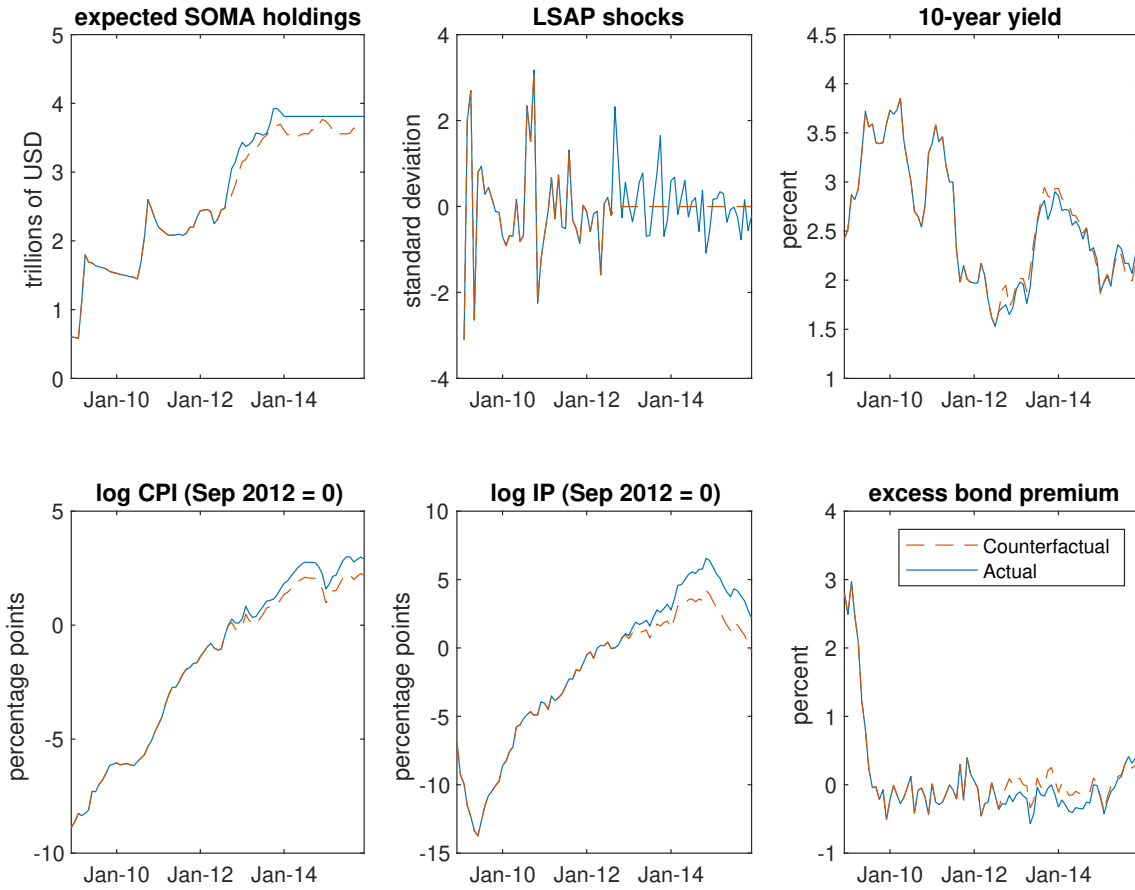 expected SOMA holdings
trillions of USD
5
4
3
2
1
0
Jan-10 Jan-12 Jan-14
LSAP shocks
standard deviation
4
2
0
-2
-4
Jan-10 Jan-12 Jan-14
10-year yield
percent
4.5
4
3.5
3
2.5
2
1.5
1
Jan-10 Jan-12 Jan-14
log CPI (Sep 2012 = 0)
percentage points
5
0
-5
-10
Jan-10 Jan-12 Jan-14
log IP (Sep 2012 = 0)
percentage points
10
5
0
-5
-10
-15
Jan-10 Jan-12 Jan-14
excess bond premium
percent
4
3
2
1
0
-1
Counterfactual
Actual
Jan-10 Jan-12 Jan-14